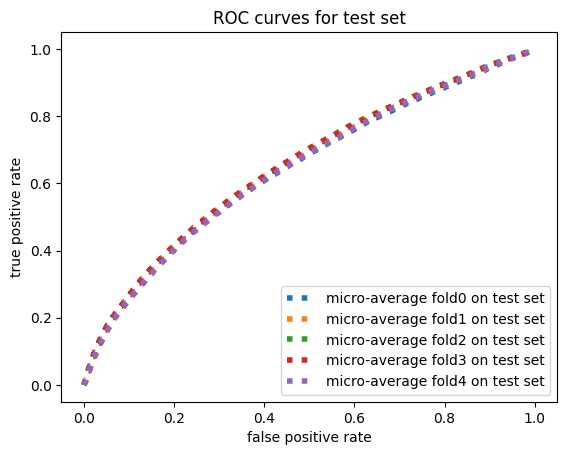 ROC curves for test set
1.0
0.8
0.6
0.4
0.2
0.0
true positive rate
micro-average fold0 on test set
micro-average fold1 on test set
micro-average fold2 on test set
micro-average fold3 on test set
micro-average fold4 on test set
0.0 0.2 0.4 0.6 0.8 1.0
false positive rate